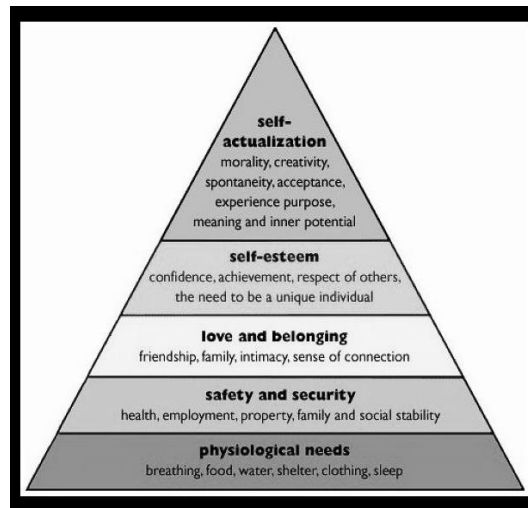 self-
actualization
morality, creativity,
spontaneity, acceptance,
experience purpose,
meaning and inner potential
self-esteem
confidence, achievement, respect of others,
the need to be a unique individual
love and belonging
friendship, family, intimacy, sense of connection
safety and security
health, employment, property, family and social stability
physiological needs
breathing, food, water, shelter, clothing, sleep